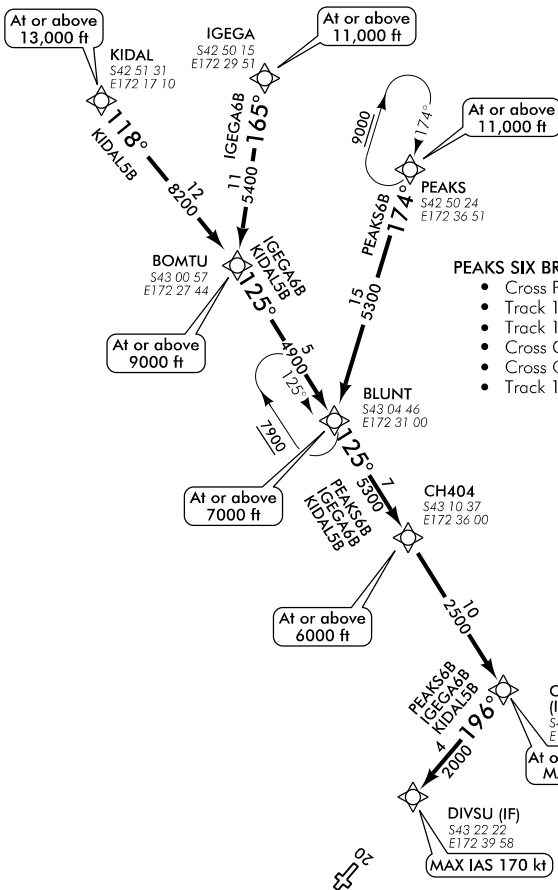 At or above
13,000 ft
KIDAL
S42 51 31
E172 17 10
IGEGA
S42 50 15
E172 29 51
At or above
11,000 ft
At or above
11,000 ft
PEAKS
S42 50 24
E172 36 51
9000
174°
118°
KIDAL5B
12
8200
IGEGA6B
165°
11
5400
PEAKS6B
174°
15
5300
BOMTU
S43 00 57
E172 27 44
At or above
9000 ft
IGEGA6B
KIDAL5B
125°
5
4900
125°
7900
BLUNT
S43 04 46
E172 31 00
At or above
7000 ft
125°
7
5300
PEAKS6B
IGEGA6B
KIDAL5B
CH404
S43 10 37
E172 36 00
At or above
6000 ft
10
2500
PEAKS6B
IGEGA6B
KIDAL5B
196°
4
2000
DIVSU (IF)
S43 22 22
E172 39 58
MAX IAS 170 kt
20
PEAKS SIX BR
• Cross P
• Track 1
• Track 1
• Cross C
• Cross C
• Track 1
C
(I
S4
E
At o
MA